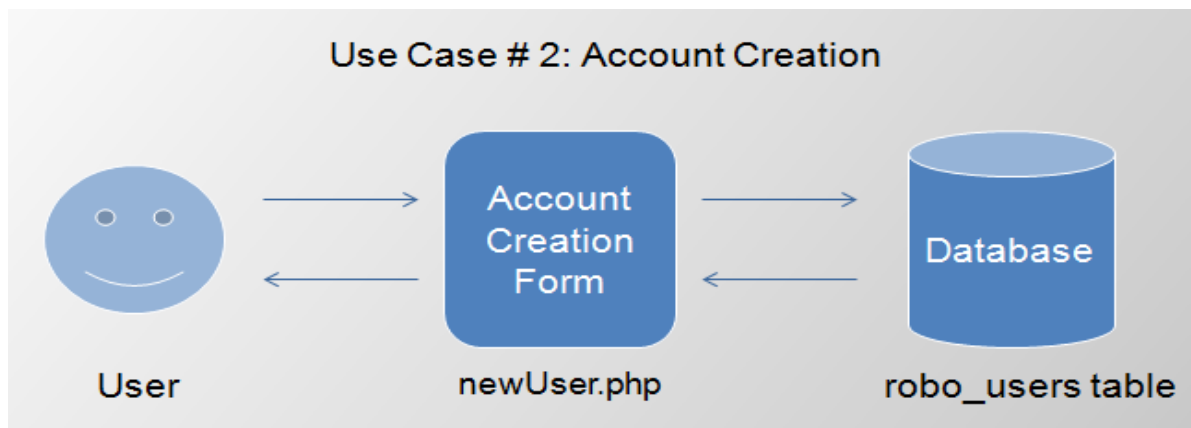 Use Case # 2: Account Creation
Account
Creation
Form
Database
User
newUser.php
robo_users table